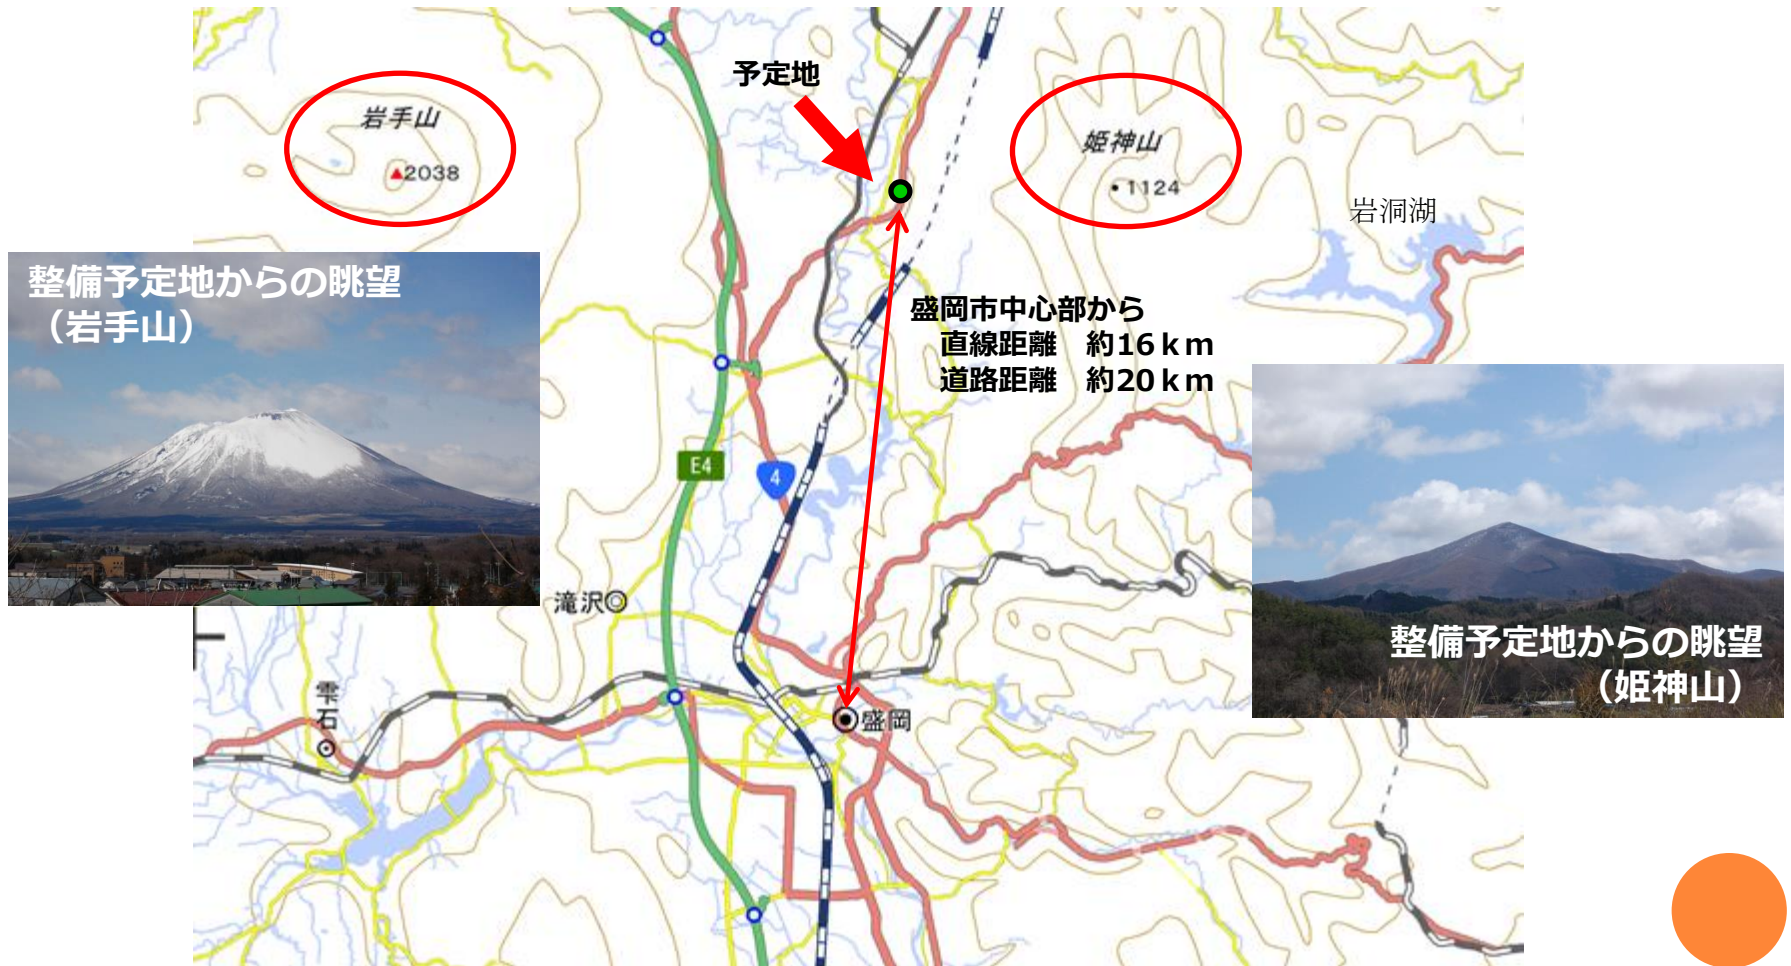 予定地
岩手山
2038
姫神山
1124
岩洞湖
整備予定地からの眺望
（岩手山）
盛岡市中心部から
直線距離　約16ｋｍ
道路距離　約20ｋｍ
E4
4
滝沢
整備予定地からの眺望
（姫神山）
雫石
盛岡